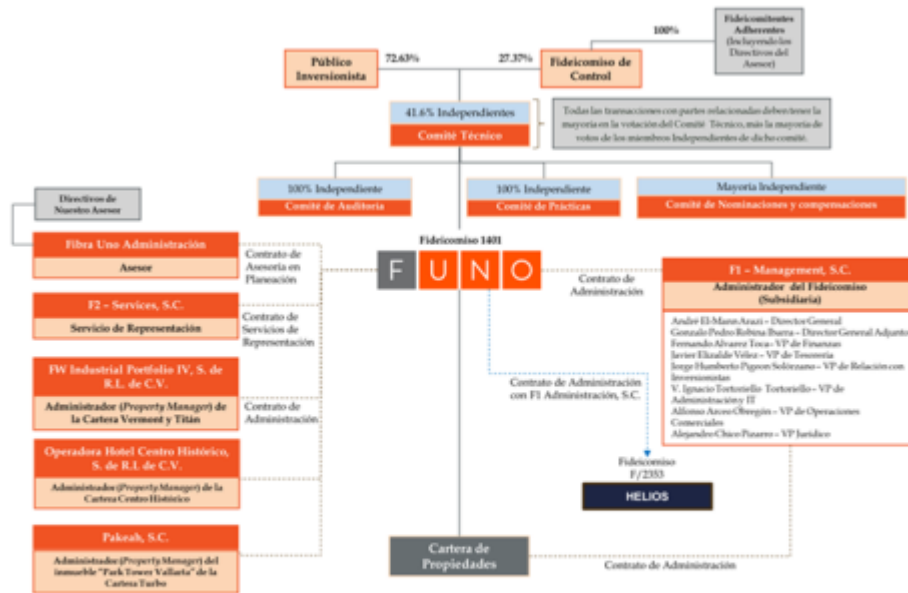 Fideicomitentes
Adherentes
(Incluyendo los
Directivos del
Asesor)
100%
Público
Inversionista
72.63%
27.37%
Fideicomiso de
Control
41.6% Independientes
Comité Técnico
Todas las transacciones con partes relacionadas deben tener la
mayoría en la votación del Comité Técnico, más la mayoría de
votos de los miembros Independientes de dicho comité.
100% Independiente
Comité de Auditoría
100% Independiente
Comité de Prácticas
Mayoría Independiente
Comité de Nominaciones y compensaciones
Directivos de
Nuestro Asesor
Fideicomiso 1401
FUNO
Fibra Uno Administración
Asesor
Contrato de
Asesoría en
Planeación
F2 – Services, S.C.
Servicio de Representación
Contrato de
Servicios de
Representación
FW Industrial Portfolio IV, S. de
R.L. de C.V.
Administrador (Property Manager) de
la Cartera Vermont y Titán
Contrato de
Administración
Operadora Hotel Centro Histórico,
S. de R.L de C.V.
Administrador (Property Manager) de la
Cartera Centro Histórico
Pakeah, S.C.
Administrador (Property Manager) del
inmueble "Park Tower Vallarta" de la
Cartera Turbo
Contrato de
Administración
F1 – Management, S.C.
Administrador del Fideicomiso
(Subsidiaria)
André El-Mann Arazi – Director General
Gonzalo Pedro Robina Ibarra – Director General Adjunto
Fernando Alvarez Toca – VP de Finanzas
Javier Elizalde Vélez – VP de Tesorería
Jorge Humberto Pigeon Solórzano – VP de Relación con
Inversionistas
V. Ignacio Tortoriello Tortoriello – VP de
Administración y IT
Alfonso Arceo Obregón – VP de Operaciones
Comerciales
Alejandro Chico Pizarro – VP Jurídico
Contrato de Administración
con F1 Administración, S.C.
Fideicomiso
F/2353
HELIOS
Cartera de
Propiedades
Contrato de Administración